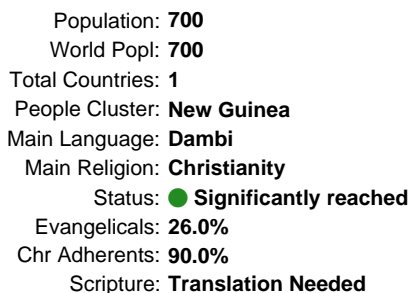 Population: 700
World Popl: 700
Total Countries: 1
People Cluster: New Guinea
Main Language: Dambi
Main Religion: Christianity
Status: Significantly reached
Evangelicals: 26.0%
Chr Adherents: 90.0%
Scripture: Translation Needed